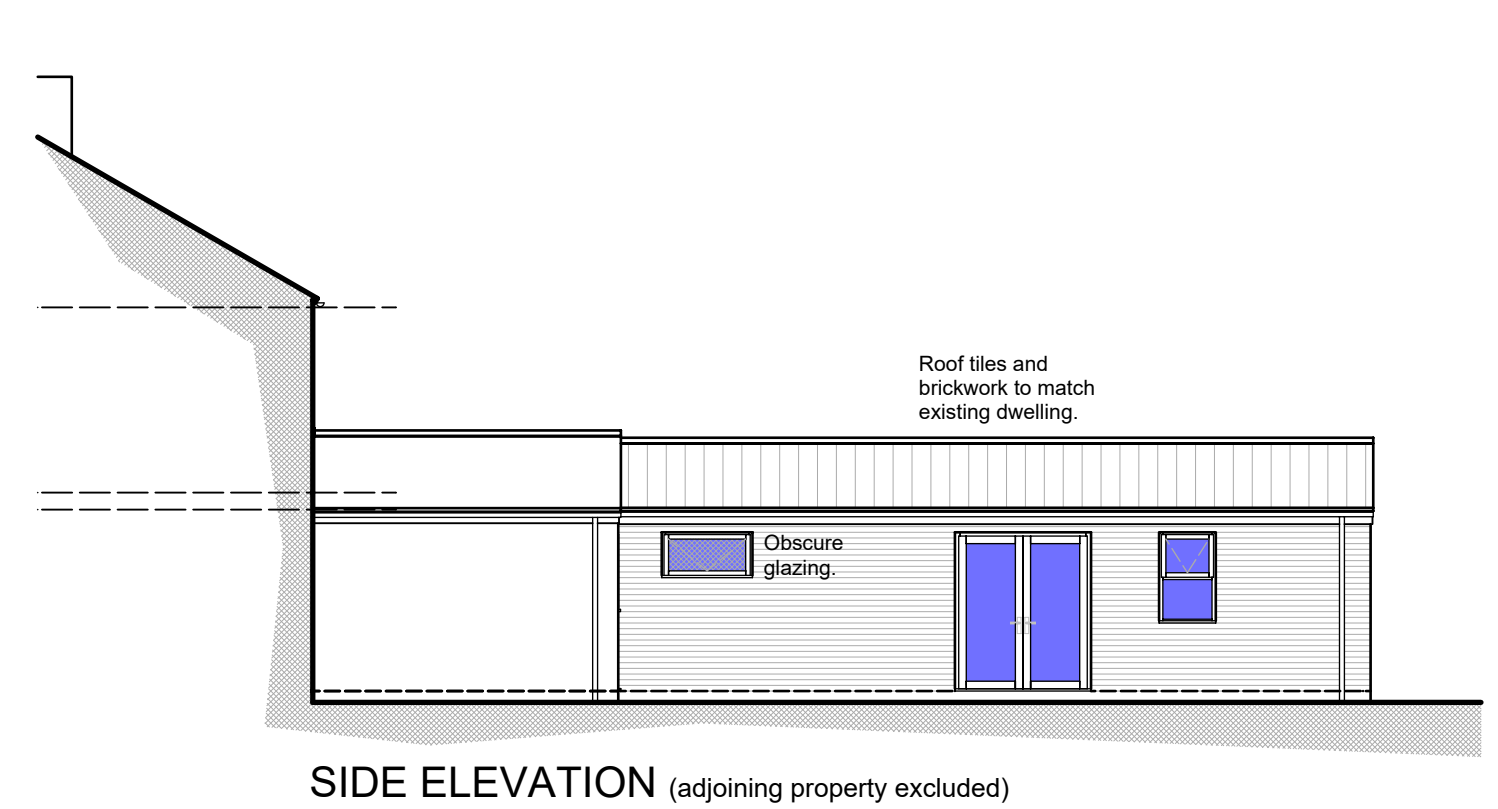 Roof tiles and
brickwork to match
existing dwelling.
Obscure
glazing.
SIDE ELEVATION (adjoining property excluded)